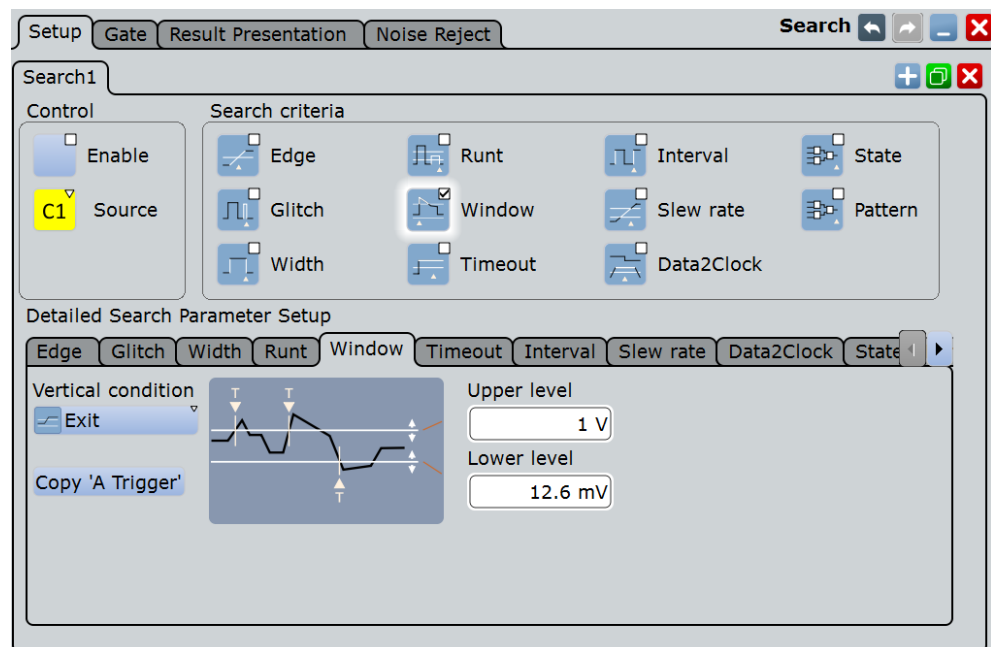 Setup Gate Result Presentation Noise Reject Search
Search1
Control Search criteria
Enable Edge Runt Interval State
C1 Source Glitch Window Slew rate Pattern
Width Timeout Data2Clock
Detailed Search Parameter Setup
Edge Glitch Width Runt Window Timeout Interval Slew rate Data2Clock State
Vertical condition T T Upper level
Exit 1 V
Lower level
Copy 'A Trigger' 12.6 mV
T